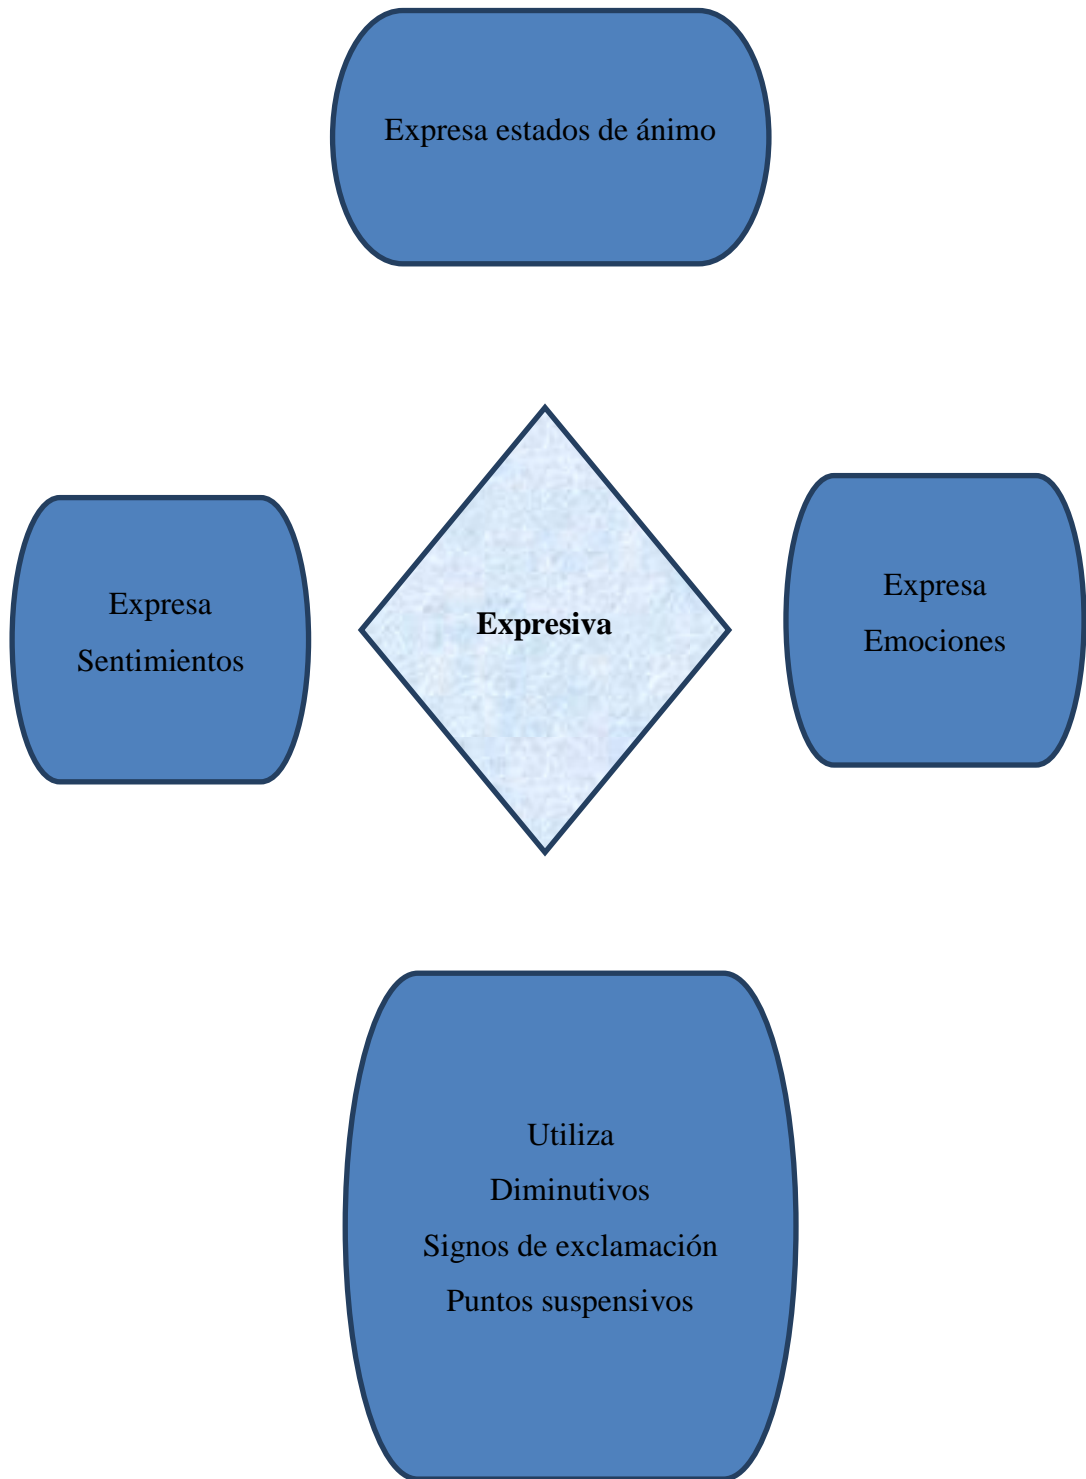 Expresa estados de ánimo
Expresa
Sentimientos
Expresiva
Expresa
Emociones
Utiliza
Diminutivos
Signos de exclamación
Puntos suspensivos